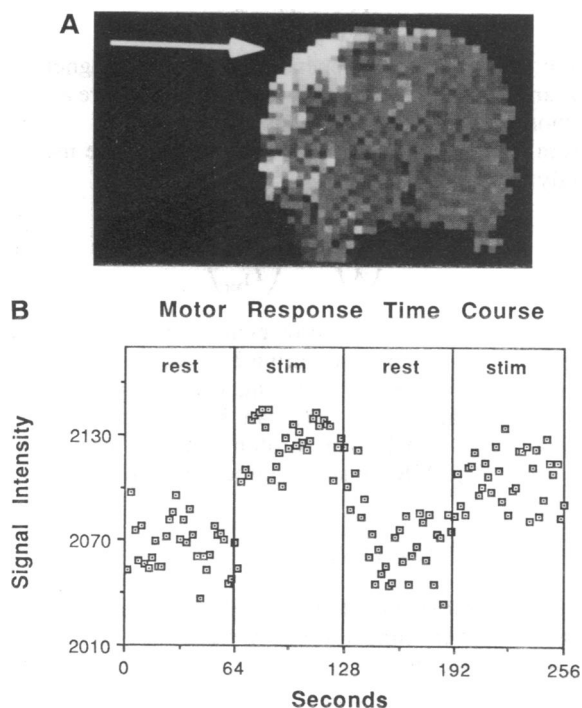 A
B
Motor Response Time Course
rest stim rest stim
Signal Intensity
2130
2070
2010
0 64 128 192 256
Seconds